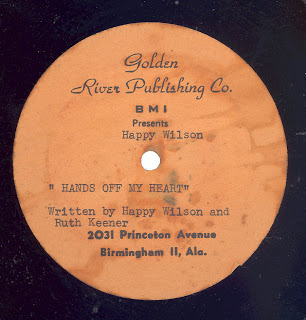 Golden
River Publishing Co.
BMI
Presents
Happy Wilson
" HANDS OFF MY HEART"
Written by Happy Wilson and
Ruth Keener
2031 Princeton Avenue
Birmingham 11, Ala.